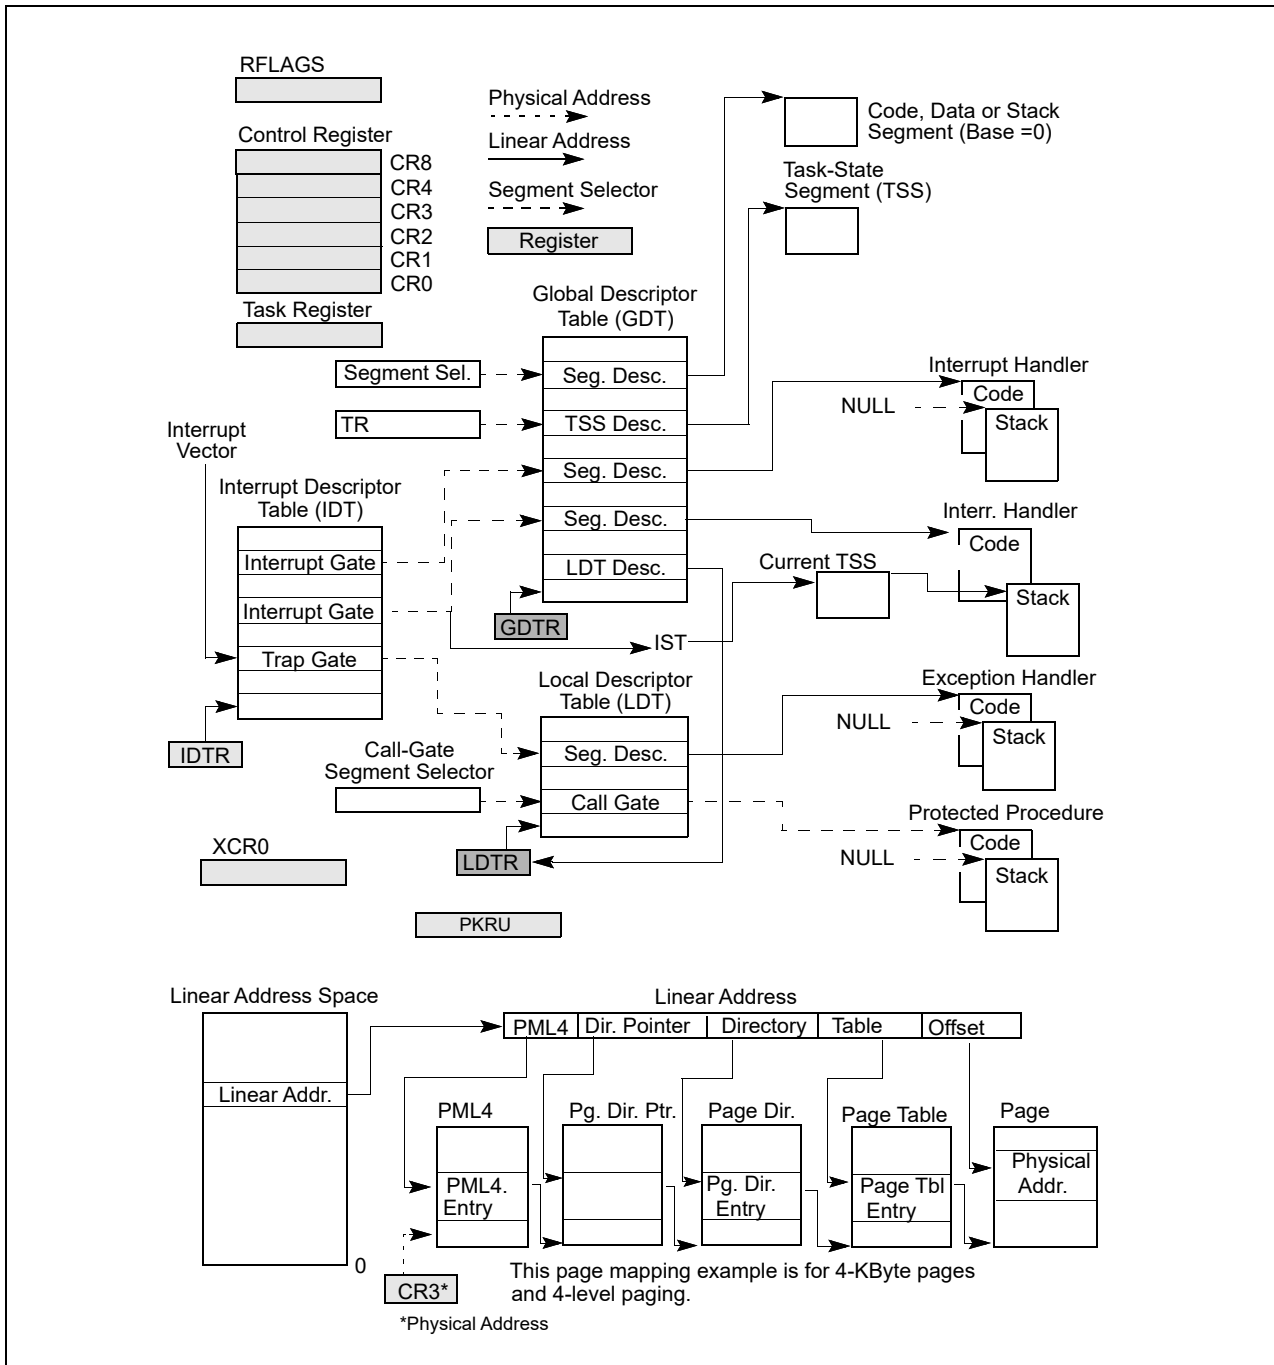 RFLAGS
Control Register
CR8
CR4
CR3
CR2
CR1
CR0
Task Register
Physical Address
Linear Address
Segment Selector
Register
Code, Data or Stack
Segment (Base =0)
Task-State
Segment (TSS)
Global Descriptor
Table (GDT)
Segment Sel.
Seg. Desc.
TR
TSS Desc.
Seg. Desc.
Seg. Desc.
LDT Desc.
GDTR
Interrupt
Vector
Interrupt Descriptor
Table (IDT)
Interrupt Gate
Interrupt Gate
Trap Gate
IDTR
Interrupt Handler
Code
NULL
Stack
Interr. Handler
Code
Current TSS
Stack
IST
Local Descriptor
Table (LDT)
Seg. Desc.
Call Gate
Call-Gate
Segment Selector
LDTR
Exception Handler
Code
NULL
Stack
Protected Procedure
Code
NULL
Stack
XCR0
PKRU
Linear Address Space
Linear Addr.
0
Linear Address
PML4 Dir. Pointer Directory Table Offset
PML4
Pg. Dir. Ptr.
Page Dir.
Page Table
Page
PML4.
Entry
Pg. Dir.
Entry
Page Tbl
Entry
Physical
Addr.
CR3*
*Physical Address
This page mapping example is for 4-KByte pages
and 4-level paging.